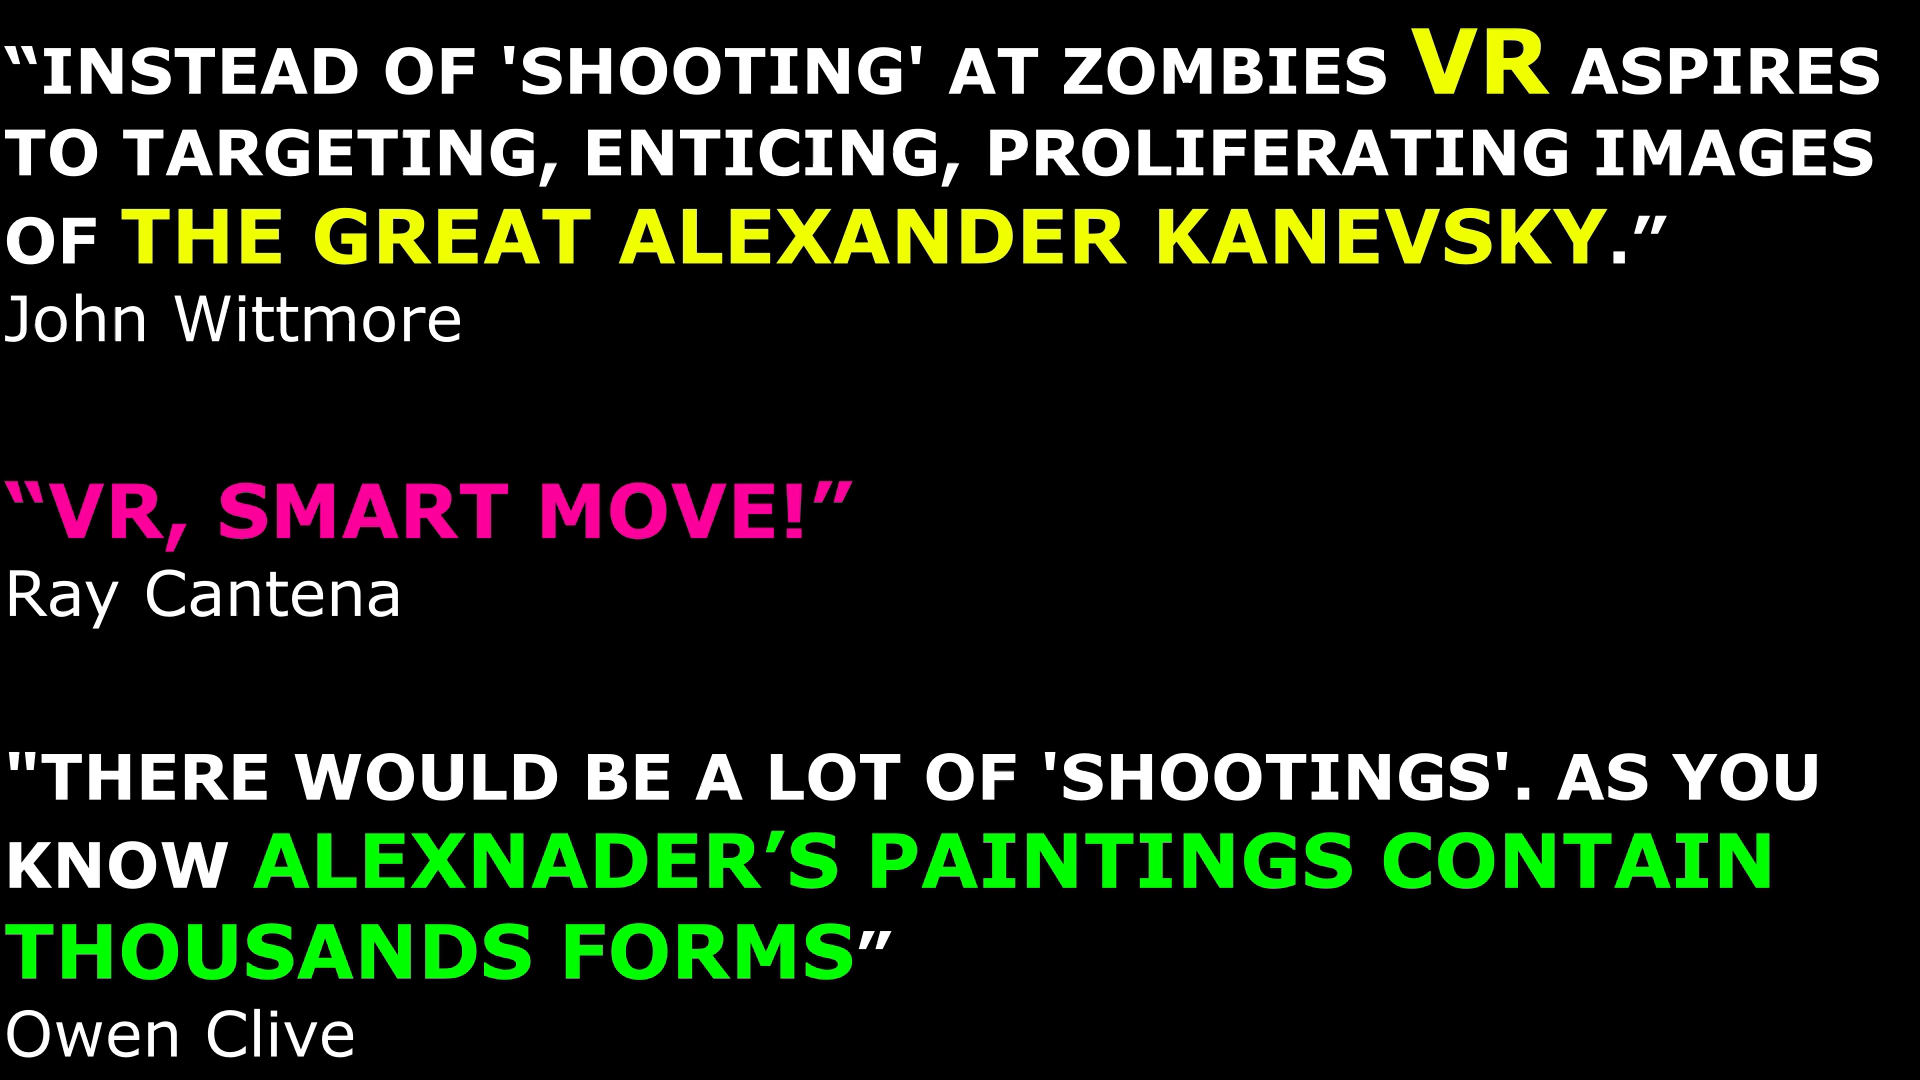 “INSTEAD OF 'SHOOTING' AT ZOMBIES VR ASPIRES
TO TARGETING, ENTICING, PROLIFERATING IMAGES
OF THE GREAT ALEXANDER KANEVSKY.”
John Wittmore
“VR, SMART MOVE!”
Ray Cantena
"THERE WOULD BE A LOT OF 'SHOOTINGS'. AS YOU
KNOW ALEXNADER’S PAINTINGS CONTAIN
THOUSANDS FORMS”
Owen Clive